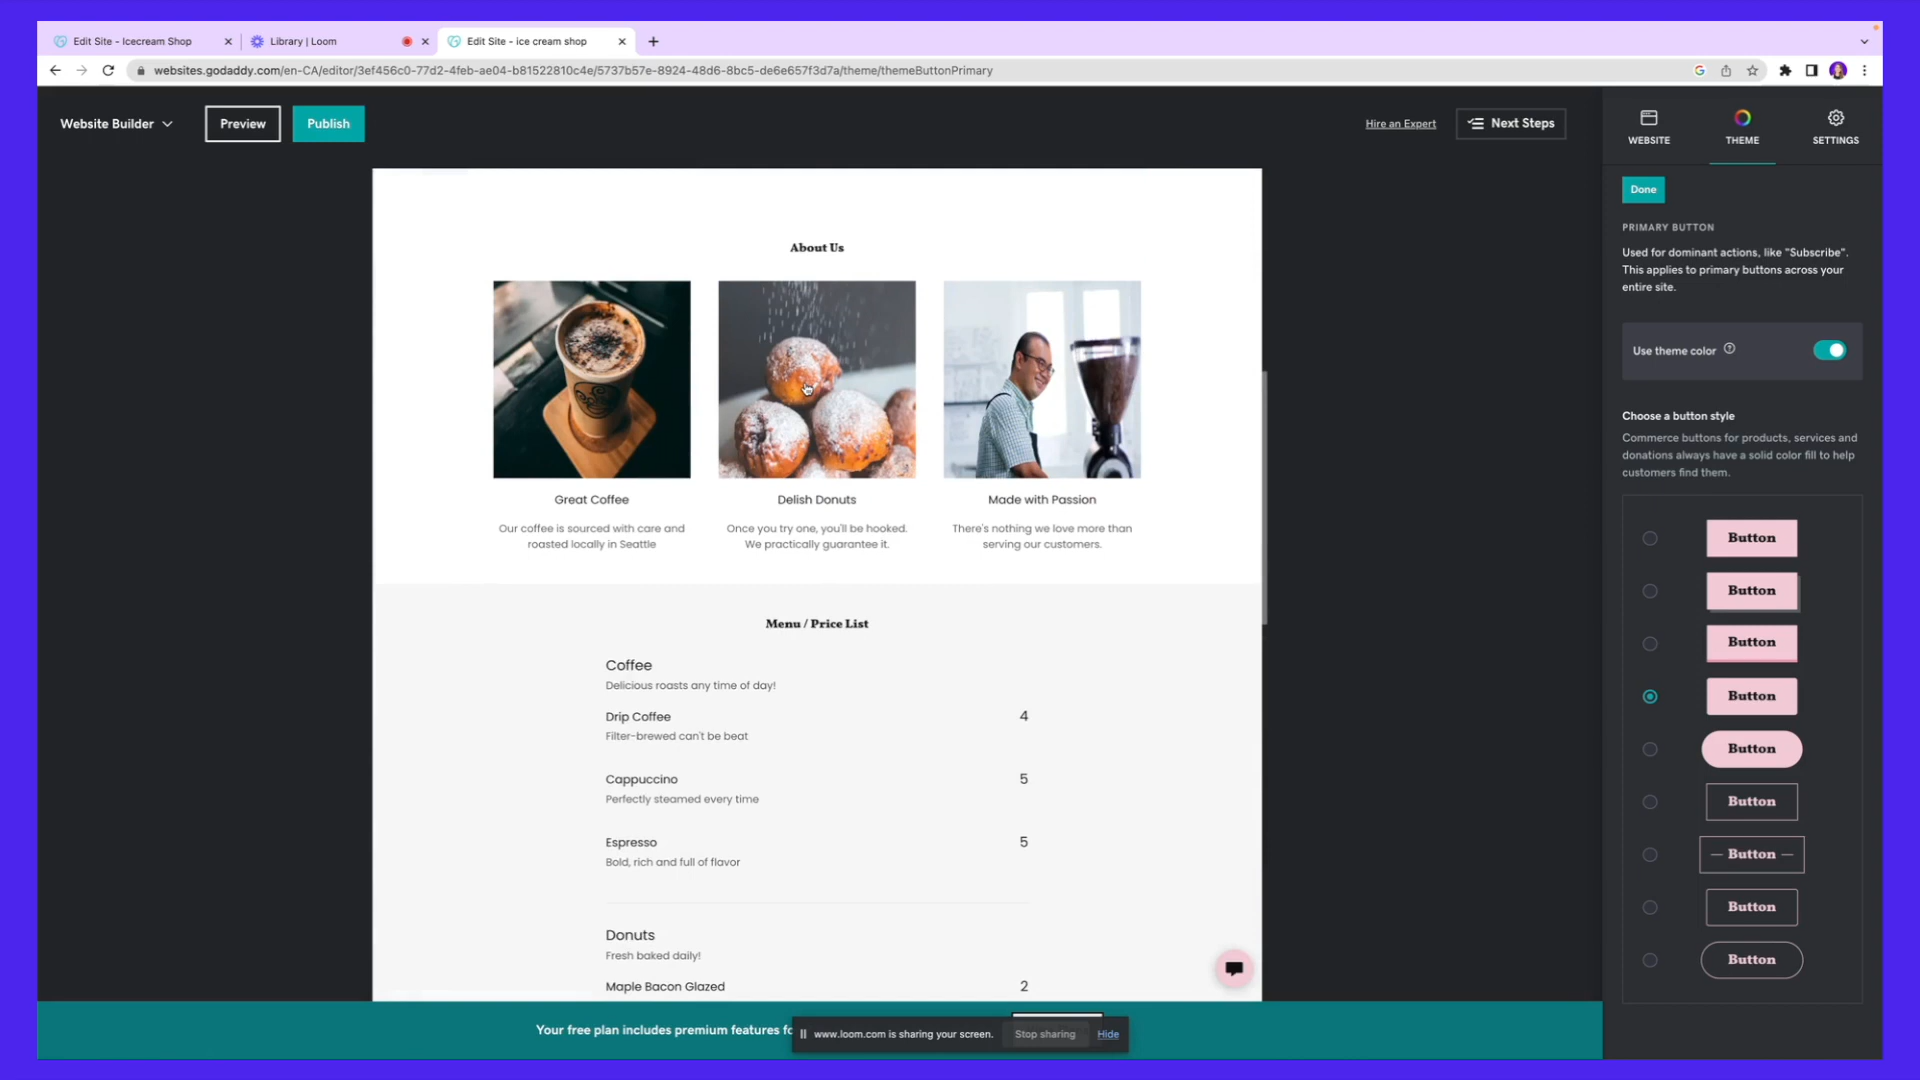 Edit Site - Icecream Shop
Library | Loom
Edit Site - ice cream shop
websites.godaddy.com/en-CA/editor/3ef456c0-77d2-4feb-ae04-b81522810c4e/5737b57e-8924-48d6-8bc5-de6e657f3d7a/theme/themeButtonPrimary
Website Builder
Preview
Publish
Hire an Expert
Next Steps
WEBSITE
THEME
SETTINGS
About Us
Great Coffee
Our coffee is sourced with care and
roasted locally in Seattle
Delish Donuts
Once you try one, you'll be hooked.
We practically guarantee it.
Made with Passion
There's nothing we love more than
serving our customers.
Menu / Price List
Coffee
Delicious roasts any time of day!
Drip Coffee 4
Filter-brewed can't be beat
Cappuccino 5
Perfectly steamed every time
Espresso 5
Bold, rich and full of flavor
Donuts
Fresh baked daily!
Maple Bacon Glazed 2
Your free plan includes premium features
www.loom.com is sharing your screen.
Stop sharing
Hide
Done
PRIMARY BUTTON
Used for dominant actions, like "Subscribe".
This applies to primary buttons across your
entire site.
Use theme color
Choose a button style
Commerce buttons for products, services and
donations always have a solid color fill to help
customers find them.
Button
Button
Button
Button
Button
Button
— Button —
Button
Button